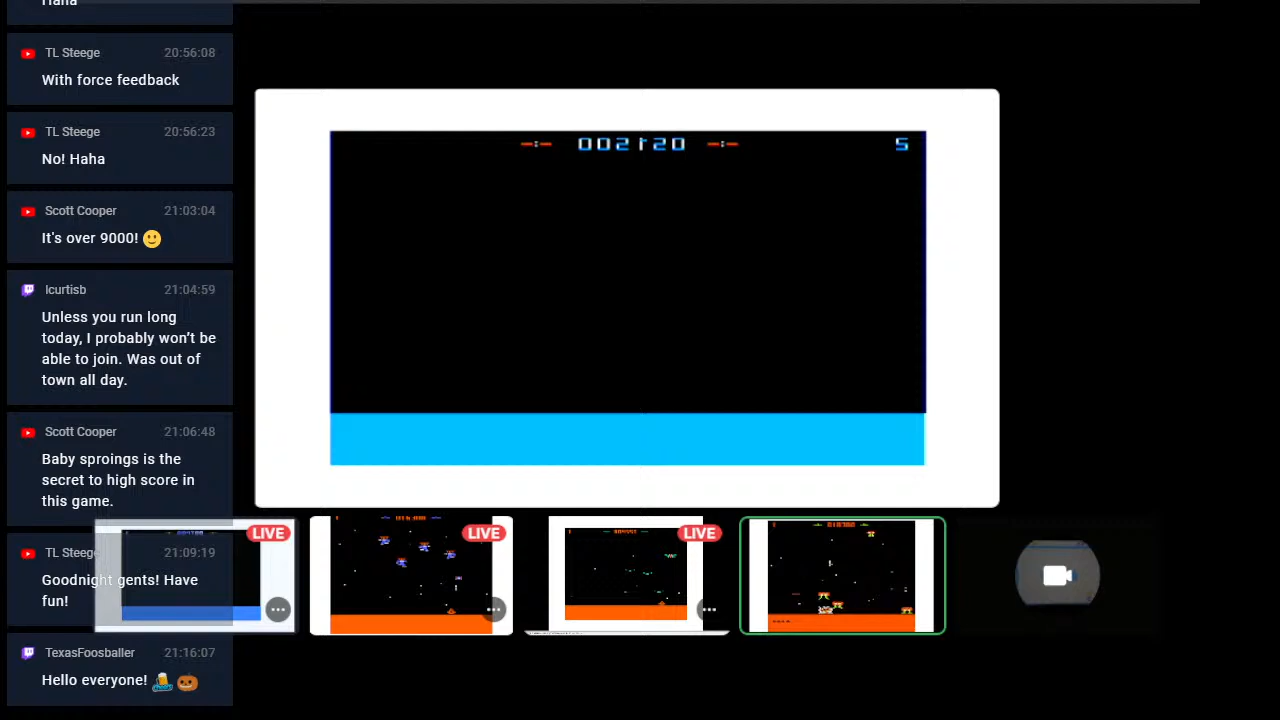 Haha
TL Steege 20:56:08
With force feedback
TL Steege 20:56:23
No! Haha
Scott Cooper 21:03:04
It's over 9000! 🙂
lcurtisb 21:04:59
Unless you run long
today, I probably won't be
able to join. Was out of
town all day.
Scott Cooper 21:06:48
Baby sproings is the
secret to high score in
this game.
TL Steege 21:09:19
Goodnight gents! Have
fun!
TexasFoosballer 21:16:07
Hello everyone! 🍻 🎃
002150
5
LIVE
LIVE
LIVE